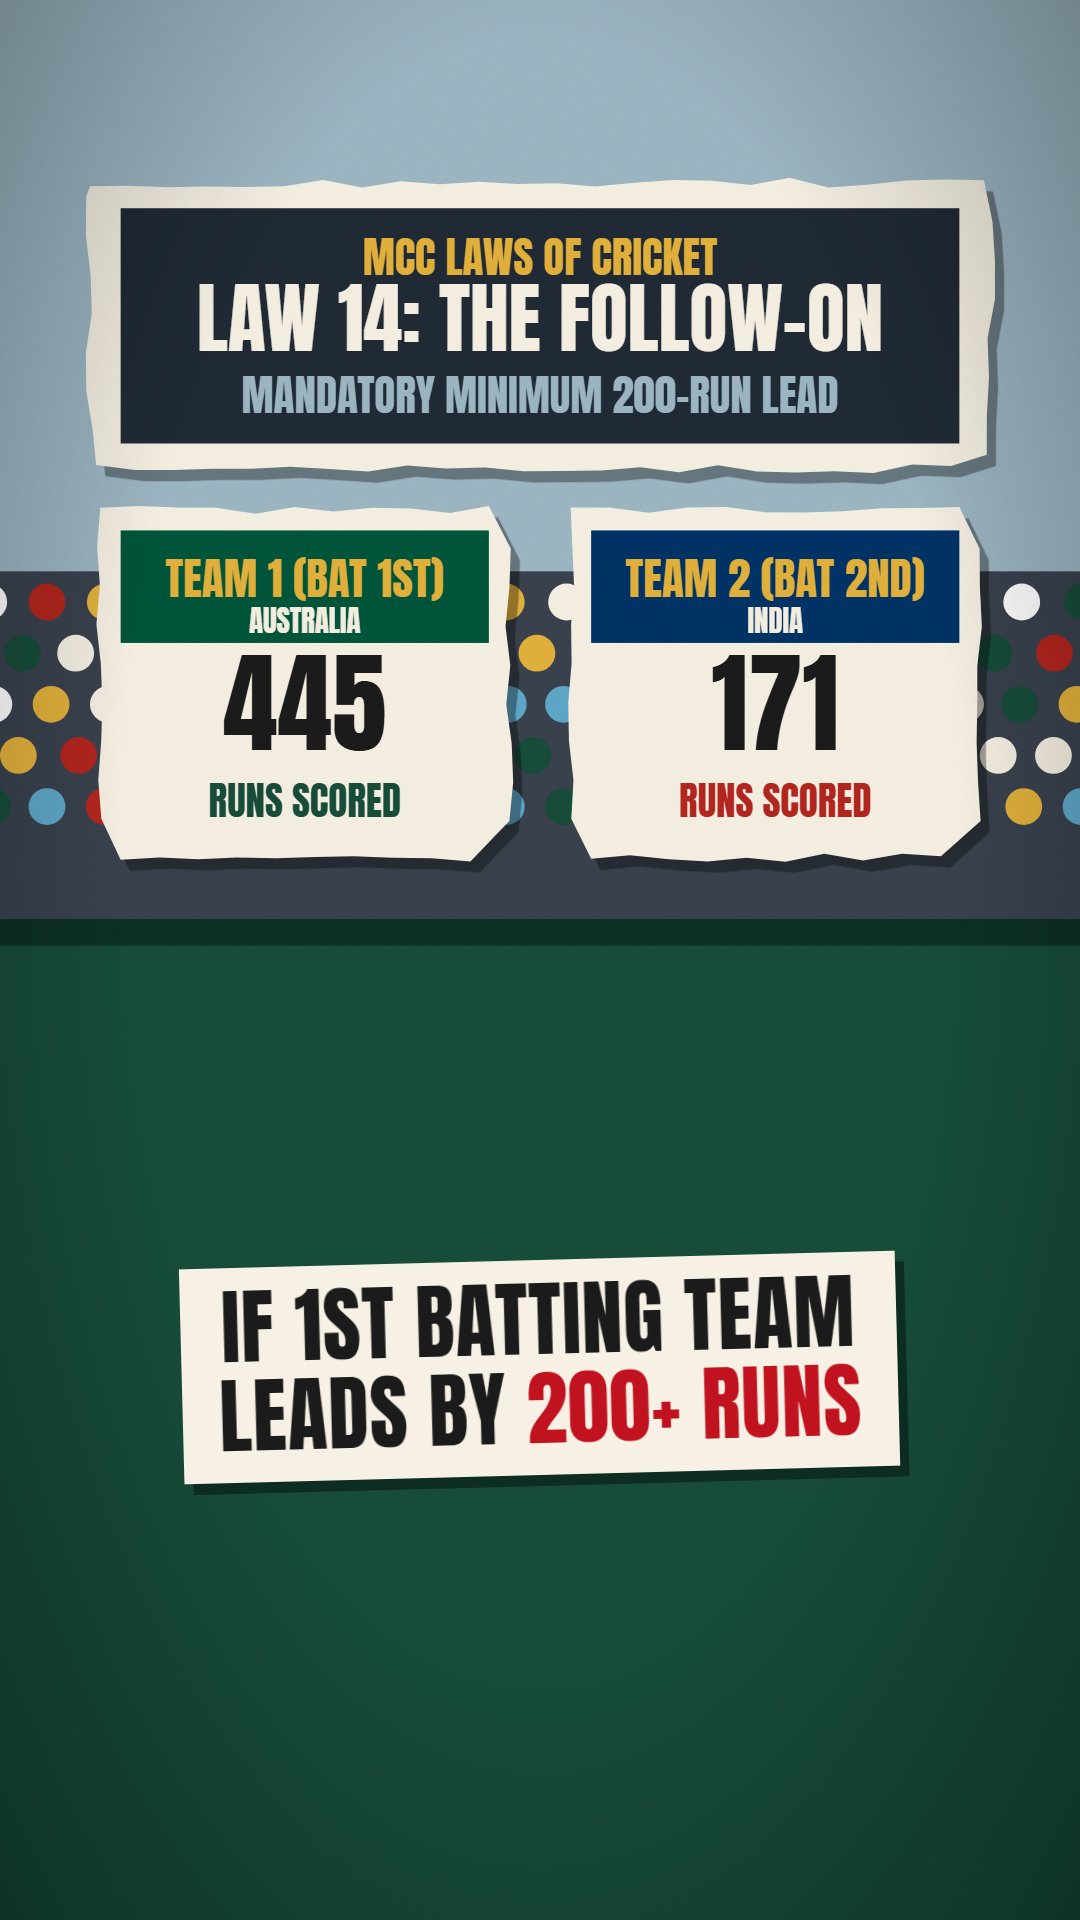 MCC LAWS OF CRICKET
LAW 14: THE FOLLOW-ON
MANDATORY MINIMUM 200-RUN LEAD
TEAM 1 (BAT 1ST)
AUSTRALIA
445
RUNS SCORED
TEAM 2 (BAT 2ND)
INDIA
171
RUNS SCORED
IF 1ST BATTING TEAM
LEADS BY 200+ RUNS